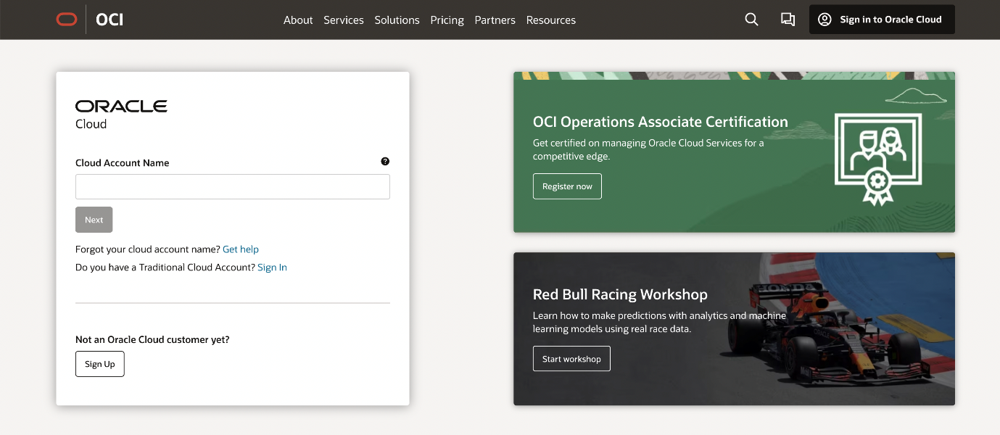 OCI
About
Services
Solutions
Pricing
Partners
Resources
Sign in to Oracle Cloud
ORACLE
Cloud
Cloud Account Name
?
Next
Forgot your cloud account name? Get help
Do you have a Traditional Cloud Account? Sign In
Not an Oracle Cloud customer yet?
Sign Up
OCI Operations Associate Certification
Get certified on managing Oracle Cloud Services for a
competitive edge.
Register now
Red Bull Racing Workshop
Learn how to make predictions with analytics and machine
learning models using real race data.
Start workshop
HONDA